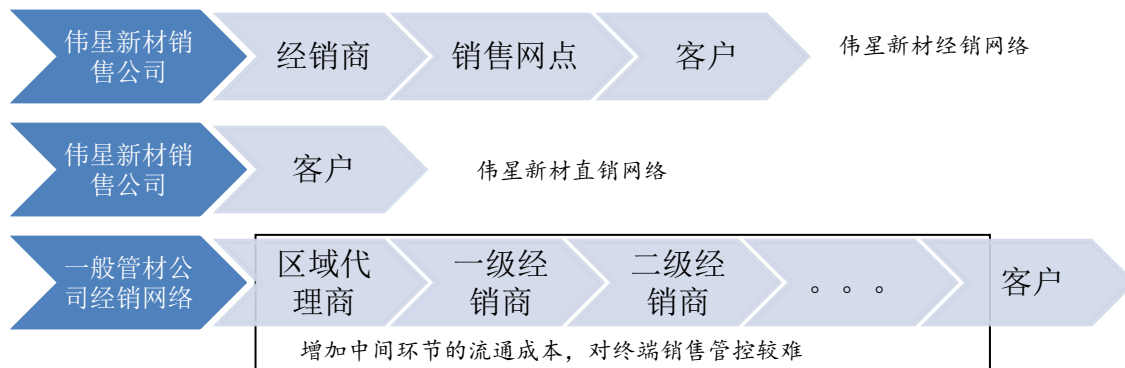 伟星新材销
售公司
经销商
销售网点
客户
伟星新材经销网络
伟星新材销
售公司
客户
伟星新材直销网络
一般管材公
司经销网络
区域代
理商
一级经
销商
二级经
销商
。。。
客户
增加中间环节的流通成本，对终端销售管控较难